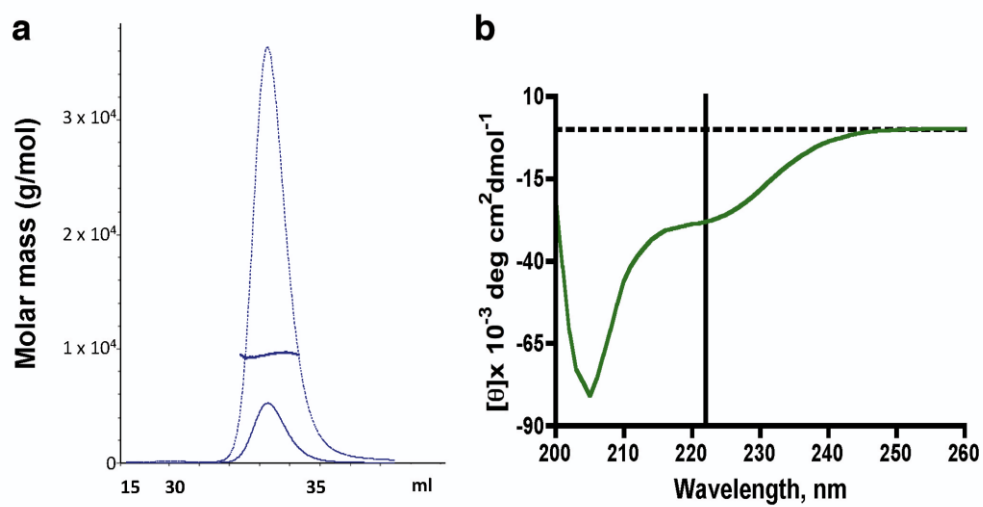 a
Molar mass (g/mol)
3 x 10⁴
2 x 10⁴
1 x 10⁴
0
15 30 35 ml
b
[θ]x 10⁻³ deg cm²dmol⁻¹
10
-15
-40
-65
-90
200 210 220 230 240 250 260
Wavelength, nm